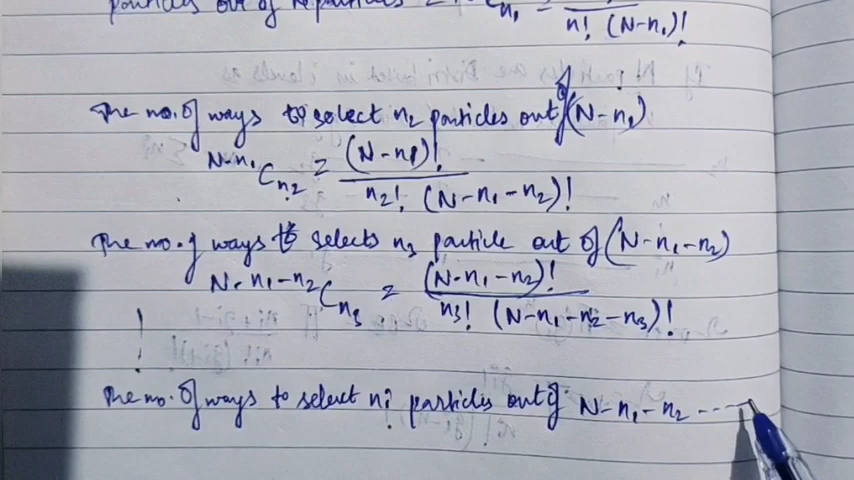 particles out of N particles = ᴺCn₁ =
n! (N-n₁)!
The no. of ways to select n₂ particles out of (N-n₁)
N-n₁Cn₂ = (N-n1)!
n₂! (N-n₁-n₂)!
The no. of ways to selects n₃ particle out of (N-n₁-n₂)
N-n₁-n₂Cn₃ = (N-n₁-n₂)!
n₃! (N-n₁-n₂-n₃)!
The no. of ways to select ni particles out of N-n₁-n₂ -----